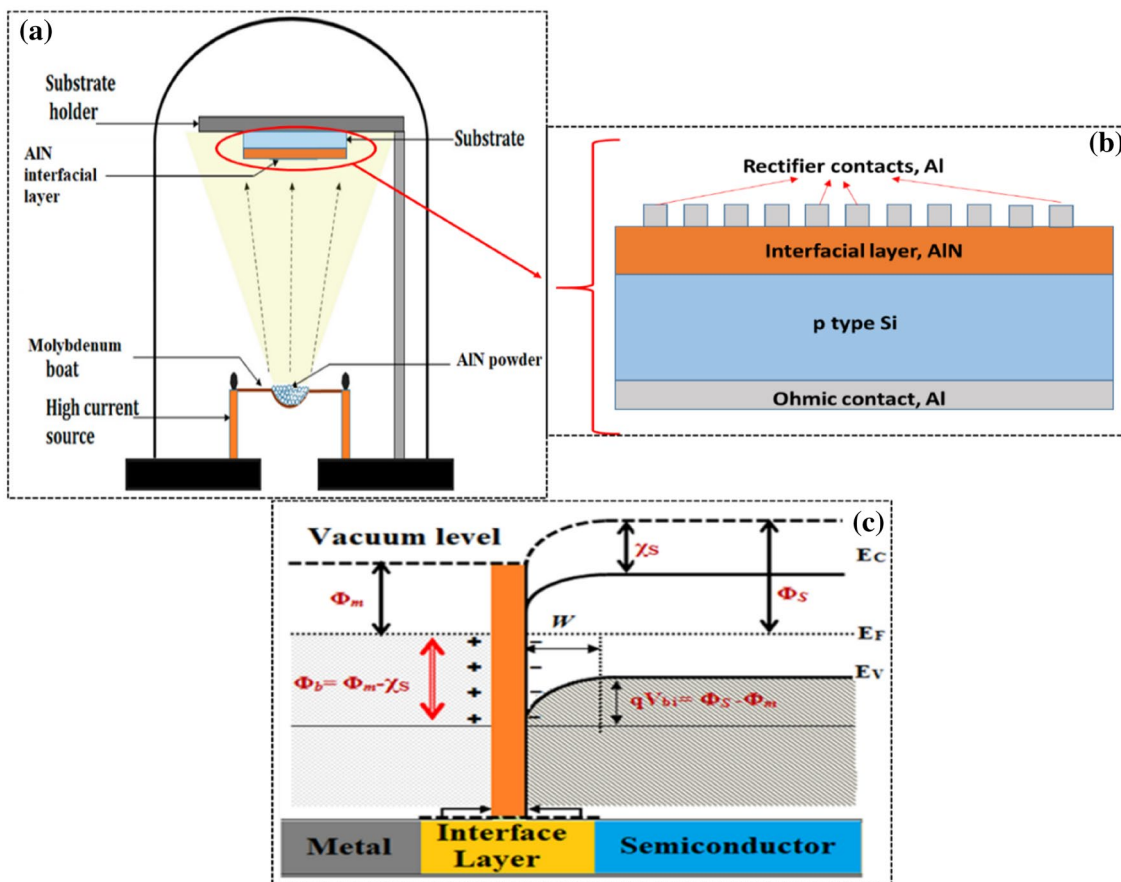 (a)
Substrate
holder
Substrate
AlN
interfacial
layer
Molybdenum
boat
AlN powder
High current
source
(b)
Rectifier contacts, Al
Interfacial layer, AlN
p type Si
Ohmic contact, Al
(c)
Vacuum level
χS
EC
Φm
ΦS
W
EF
+ −
Φb= Φm-χS
+ −
EV
+ −
qVbi= ΦS -Φm
+ −
Metal
Interface
Layer
Semiconductor